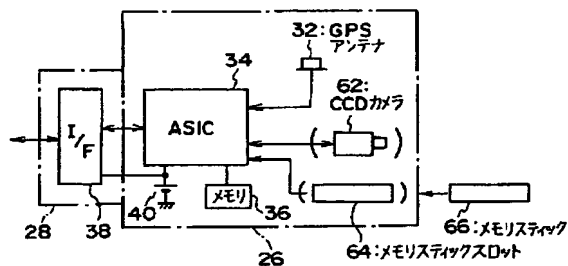 32:GPS
アンテナ
34
62:
CCDカメラ
I/F
ASIC
40
メモリ
36
28
38
26
64:メモリスティックスロット
66:メモリスティック